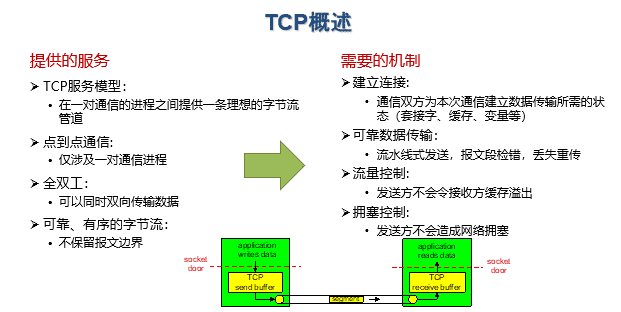 TCP概述
提供的服务
➢ TCP服务模型：
• 在一对通信的进程之间提供一条理想的字节流
管道
➢ 点到点通信:
• 仅涉及一对通信进程
➢ 全双工：
• 可以同时双向传输数据
➢ 可靠、有序的字节流：
• 不保留报文边界
需要的机制
➢ 建立连接:
• 通信双方为本次通信建立数据传输所需的状
态（套接字、缓存、变量等）
➢ 可靠数据传输：
• 流水线式发送，报文段检错，丢失重传
➢ 流量控制:
• 发送方不会令接收方缓存溢出
➢ 拥塞控制:
• 发送方不会造成网络拥塞
application
writes data
socket
door
TCP
send buffer
segment
application
reads data
socket
door
TCP
receive buffer